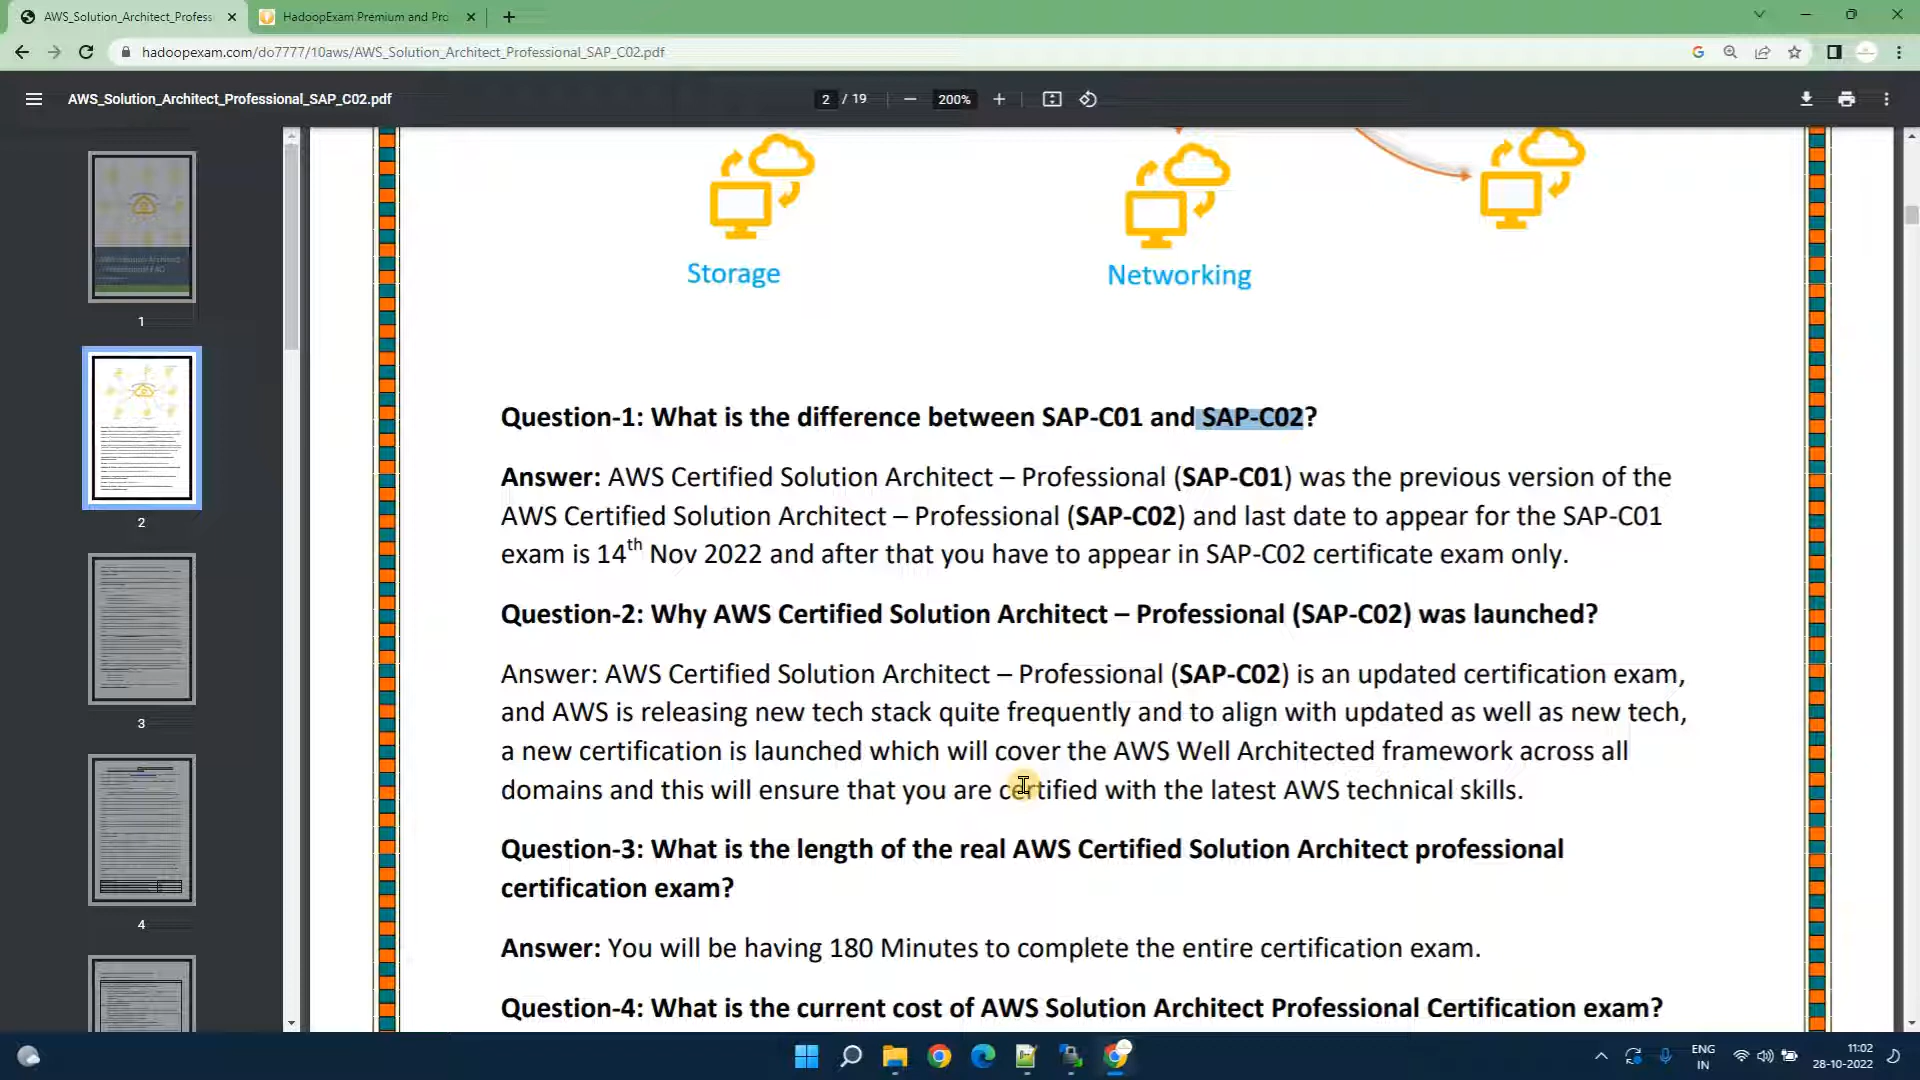 AWS_Solution_Architect_Profess
HadoopExam Premium and Pro
hadoopexam.com/do7777/10aws/AWS_Solution_Architect_Professional_SAP_C02.pdf
AWS_Solution_Architect_Professional_SAP_C02.pdf
2 / 19
200%
1
2
3
4
Storage
Networking
Question-1: What is the difference between SAP-C01 and SAP-C02?
Answer: AWS Certified Solution Architect – Professional (SAP-C01) was the previous version of the
AWS Certified Solution Architect – Professional (SAP-C02) and last date to appear for the SAP-C01
exam is 14th Nov 2022 and after that you have to appear in SAP-C02 certificate exam only.
Question-2: Why AWS Certified Solution Architect – Professional (SAP-C02) was launched?
Answer: AWS Certified Solution Architect – Professional (SAP-C02) is an updated certification exam,
and AWS is releasing new tech stack quite frequently and to align with updated as well as new tech,
a new certification is launched which will cover the AWS Well Architected framework across all
domains and this will ensure that you are certified with the latest AWS technical skills.
Question-3: What is the length of the real AWS Certified Solution Architect professional
certification exam?
Answer: You will be having 180 Minutes to complete the entire certification exam.
Question-4: What is the current cost of AWS Solution Architect Professional Certification exam?
ENG
IN
11:02
28-10-2022